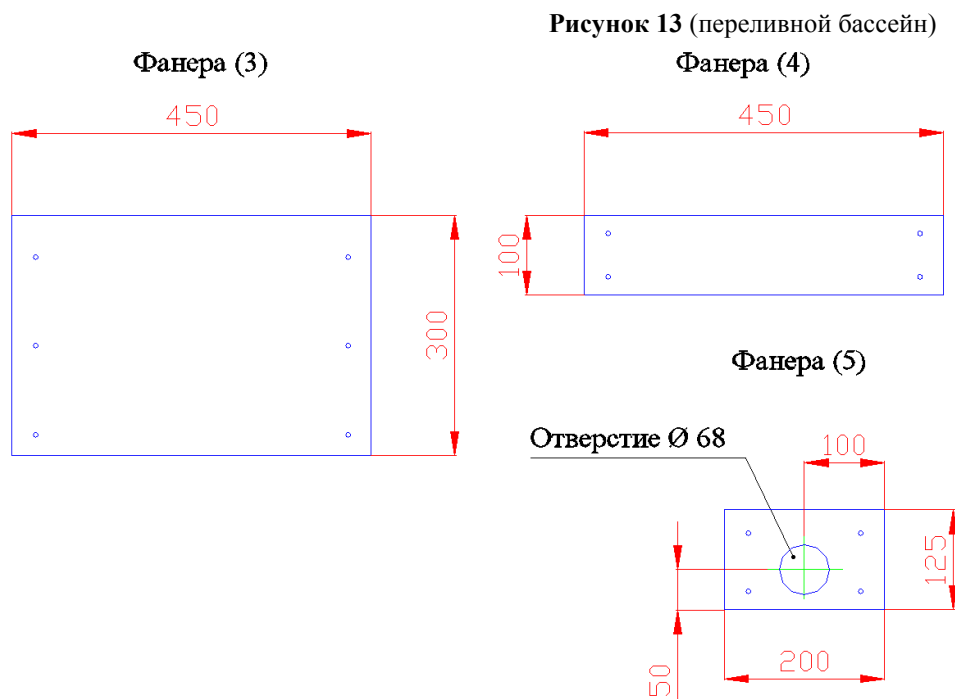 Рисунок 13 (переливной бассейн)
Фанера (3)
Фанера (4)
450
450
300
100
Фанера (5)
Отверстие Ø 68
100
125
50
200